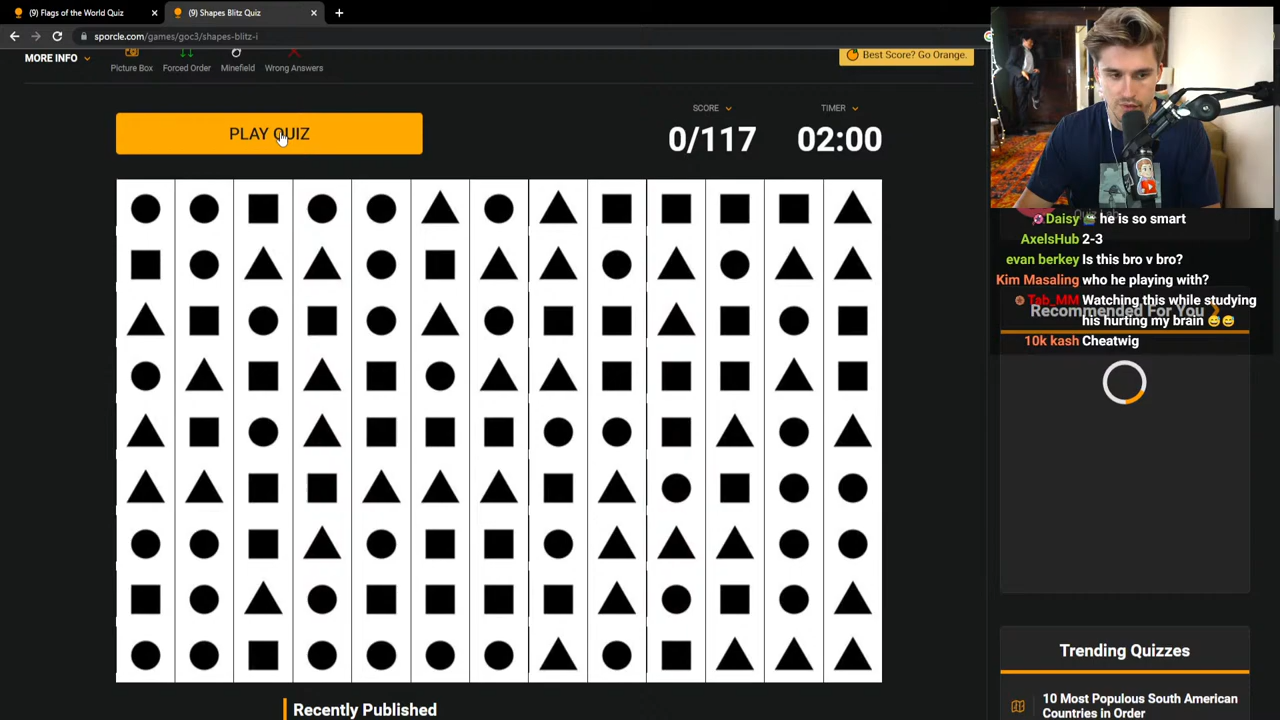 (9) Flags of the World Quiz
(9) Shapes Blitz Quiz
sporcle.com/games/goc3/shapes-blitz-i
MORE INFO
Picture Box
Forced Order
Minefield
Wrong Answers
Best Score? Go Orange.
PLAY QUIZ
SCORE
0/117
TIMER
02:00
Daisy he is so smart
AxelsHub 2-3
evan berkey Is this bro v bro?
Kim Masaling who he playing with?
Tab_MM Watching this while studying
his hurting my brain
10k kash Cheatwig
Recommended For You
Trending Quizzes
10 Most Populous South American
Countries in Order
Recently Published